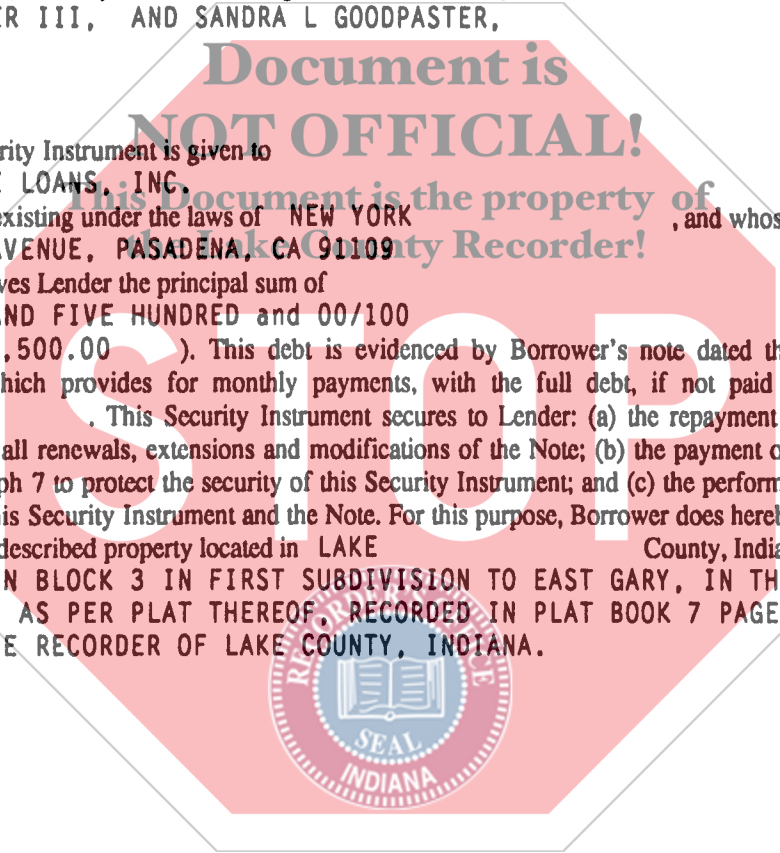 ER III, AND SANDRA L GOODPASTER,
Document is
NOT OFFICIAL!
rity Instrument is given to
LOANS, INC.
This Document is the property of
existing under the laws of NEW YORK , and whos
AVENUE, PASADENA, CA 91109
the Lake County Recorder!
ves Lender the principal sum of
ND FIVE HUNDRED and 00/100
,500.00 ). This debt is evidenced by Borrower's note dated th
hich provides for monthly payments, with the full debt, if not paid
. This Security Instrument secures to Lender: (a) the repayment
all renewals, extensions and modifications of the Note; (b) the payment o
ph 7 to protect the security of this Security Instrument; and (c) the perform
is Security Instrument and the Note. For this purpose, Borrower does hereb
described property located in LAKE County, India
N BLOCK 3 IN FIRST SUBDIVISION TO EAST GARY, IN TH
AS PER PLAT THEREOF, RECORDED IN PLAT BOOK 7 PAGE
E RECORDER OF LAKE COUNTY, INDIANA.
STOP
RECORDER'S OFFICE
SEAL
INDIANA